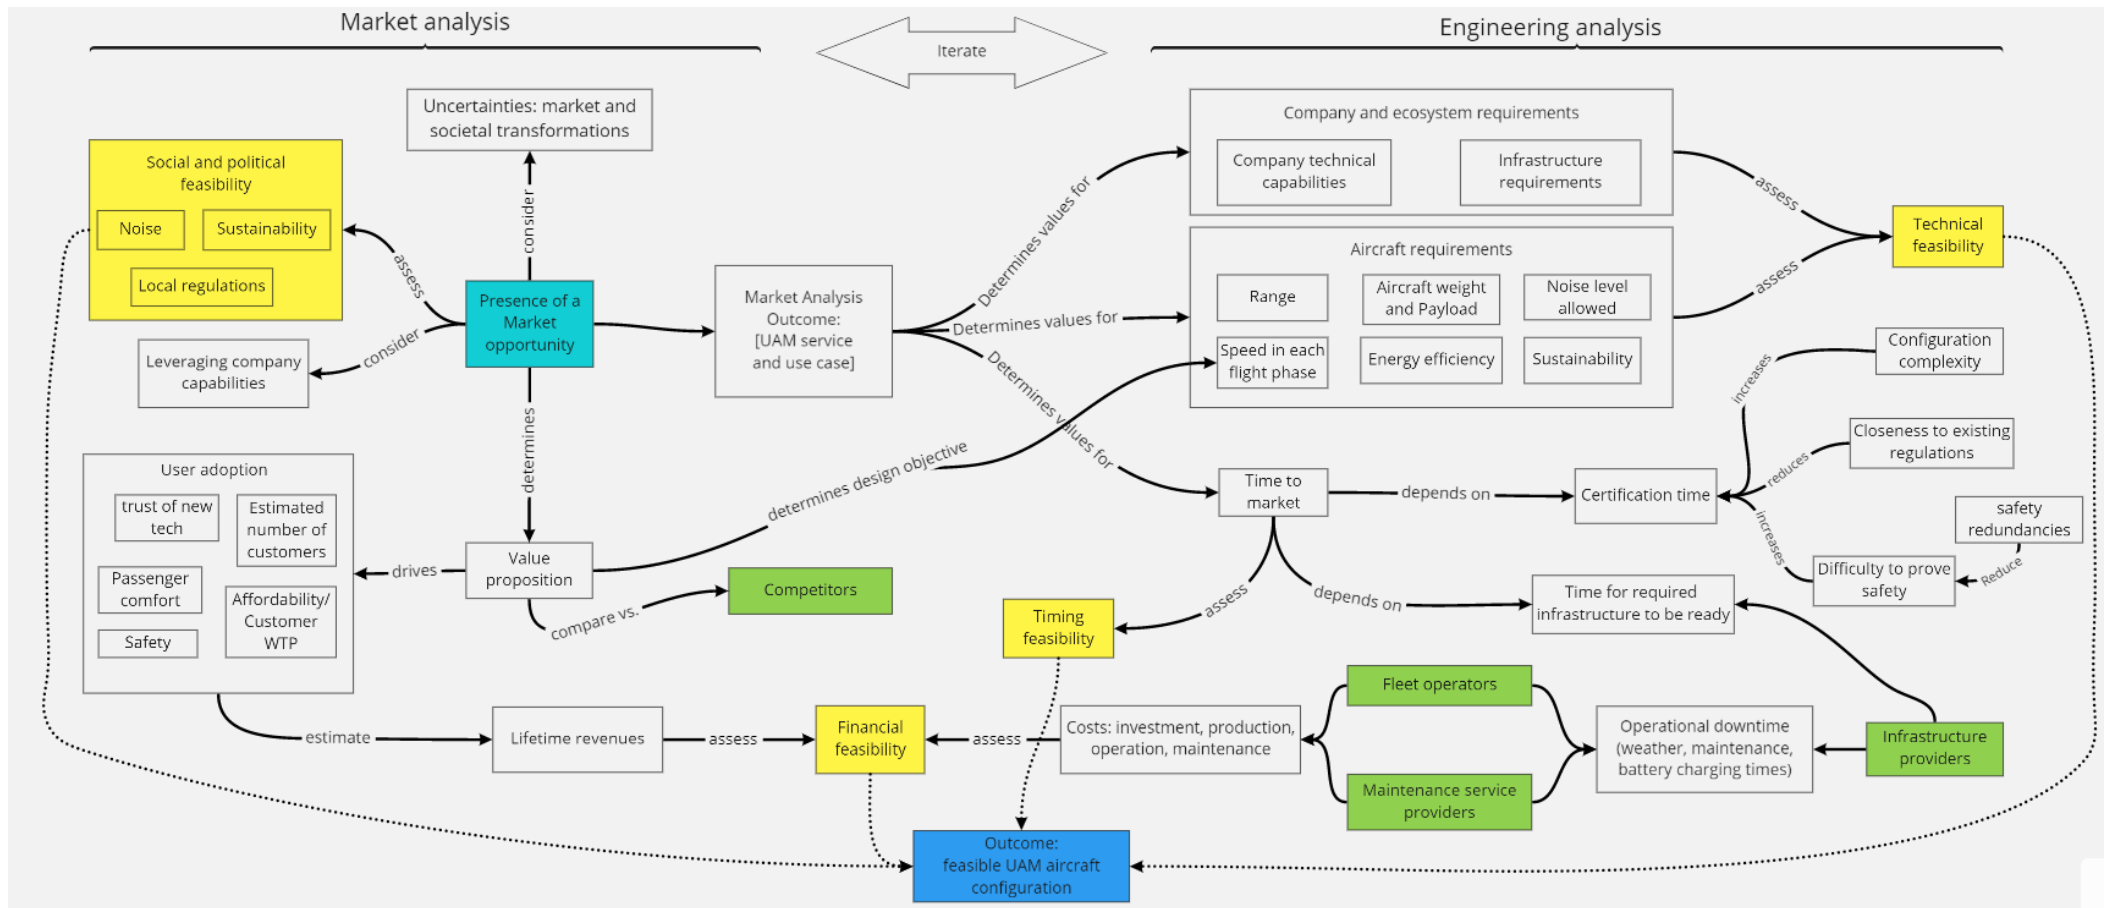 Market analysis
Iterate
Engineering analysis
Uncertainties: market and
societal transformations
consider
Social and political
feasibility
Noise
Sustainability
Local regulations
assess
Presence of a
Market
opportunity
consider
Leveraging company
capabilities
determines
Market Analysis
Outcome:
[UAM service
and use case]
Determines values for
Determines values for
Determines values for
Company and ecosystem requirements
Company technical
capabilities
Infrastructure
requirements
Aircraft requirements
Range
Aircraft weight
and Payload
Noise level
allowed
Speed in each
flight phase
Energy efficiency
Sustainability
assess
assess
Technical
feasibility
Configuration
complexity
increases
Closeness to existing
regulations
reduces
safety
redundancies
Reduce
Difficulty to prove
safety
increases
Certification time
depends on
Time to
market
User adoption
trust of new
tech
Estimated
number of
customers
Passenger
comfort
Affordability/
Customer
WTP
Safety
drives
Value
proposition
determines design objective
compare vs.
Competitors
Timing
feasibility
assess
depends on
Time for required
infrastructure to be ready
estimate
Lifetime revenues
assess
Financial
feasibility
assess
Costs: investment, production,
operation, maintenance
Fleet operators
Maintenance service
providers
Operational downtime
(weather, maintenance,
battery charging times)
Infrastructure
providers
Outcome:
feasible UAM aircraft
configuration